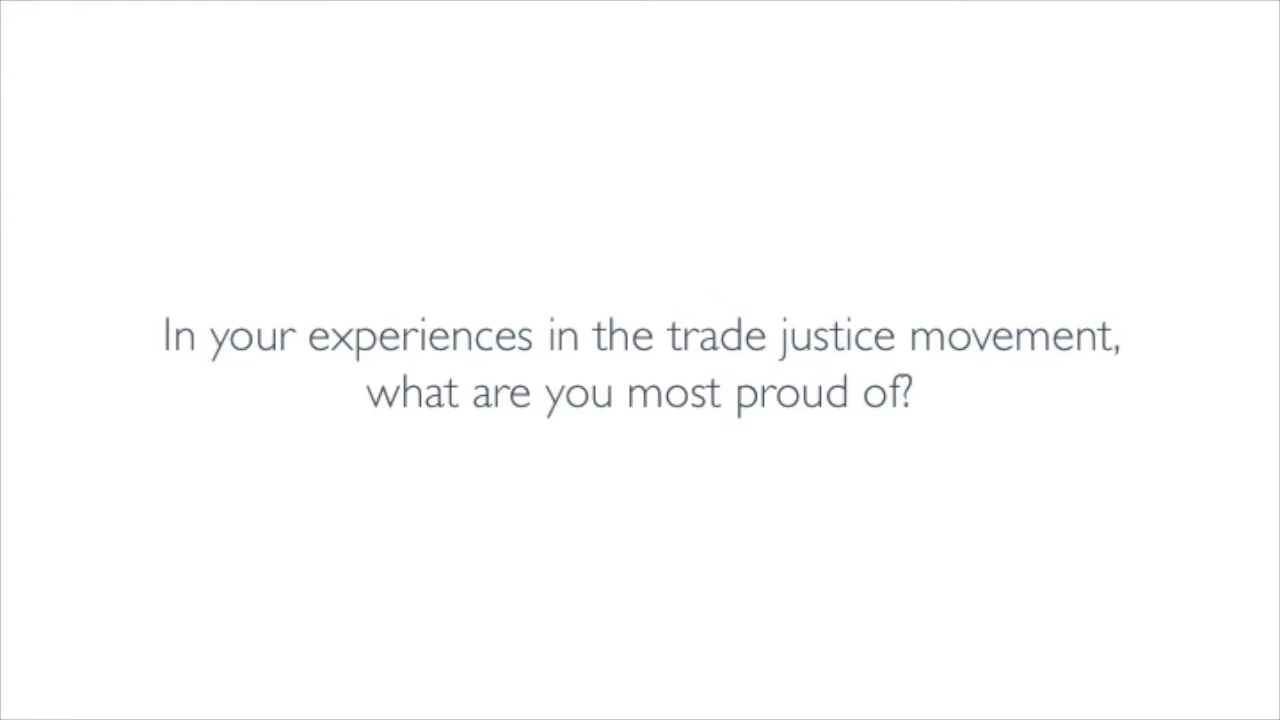 In your experiences in the trade justice movement,
what are you most proud of?